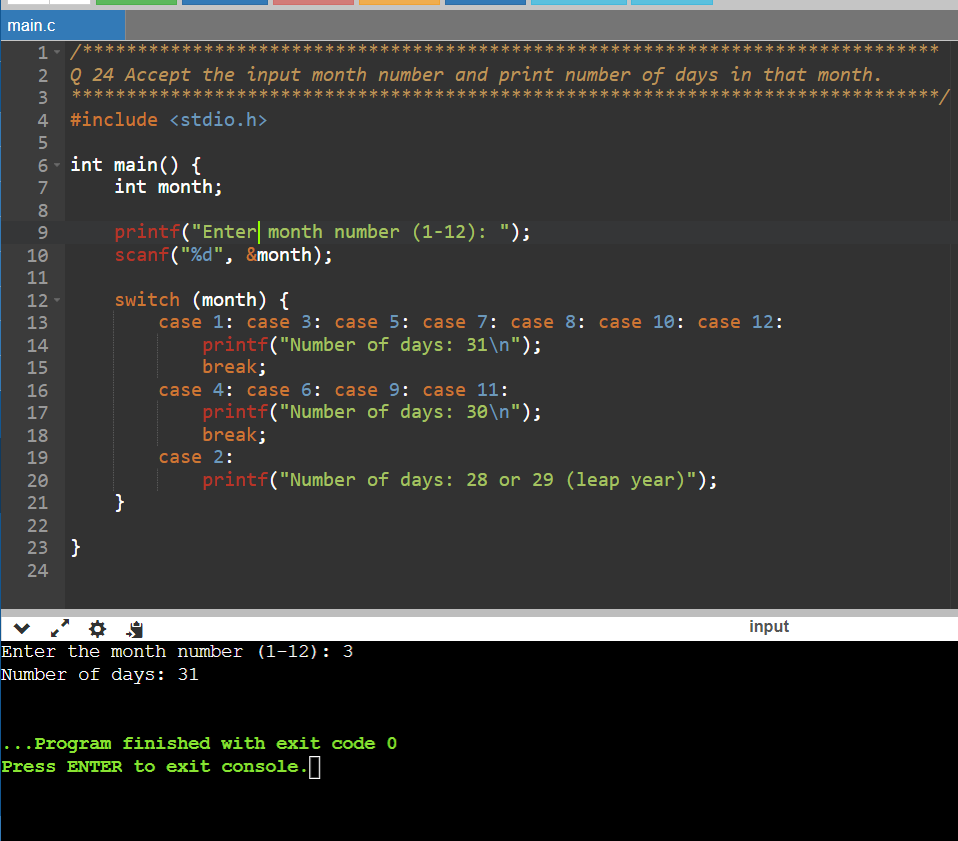 main.c
1 /******************************************************************************
2 Q 24 Accept the input month number and print number of days in that month.
3 *******************************************************************************/
4 #include <stdio.h>
5
6 int main() {
7     int month;
8
9     printf("Enter month number (1-12): ");
10     scanf("%d", &month);
11
12     switch (month) {
13         case 1: case 3: case 5: case 7: case 8: case 10: case 12:
14             printf("Number of days: 31\n");
15             break;
16         case 4: case 6: case 9: case 11:
17             printf("Number of days: 30\n");
18             break;
19         case 2:
20             printf("Number of days: 28 or 29 (leap year)");
21     }
22
23 }
24
input
Enter the month number (1-12): 3
Number of days: 31
...Program finished with exit code 0
Press ENTER to exit console.